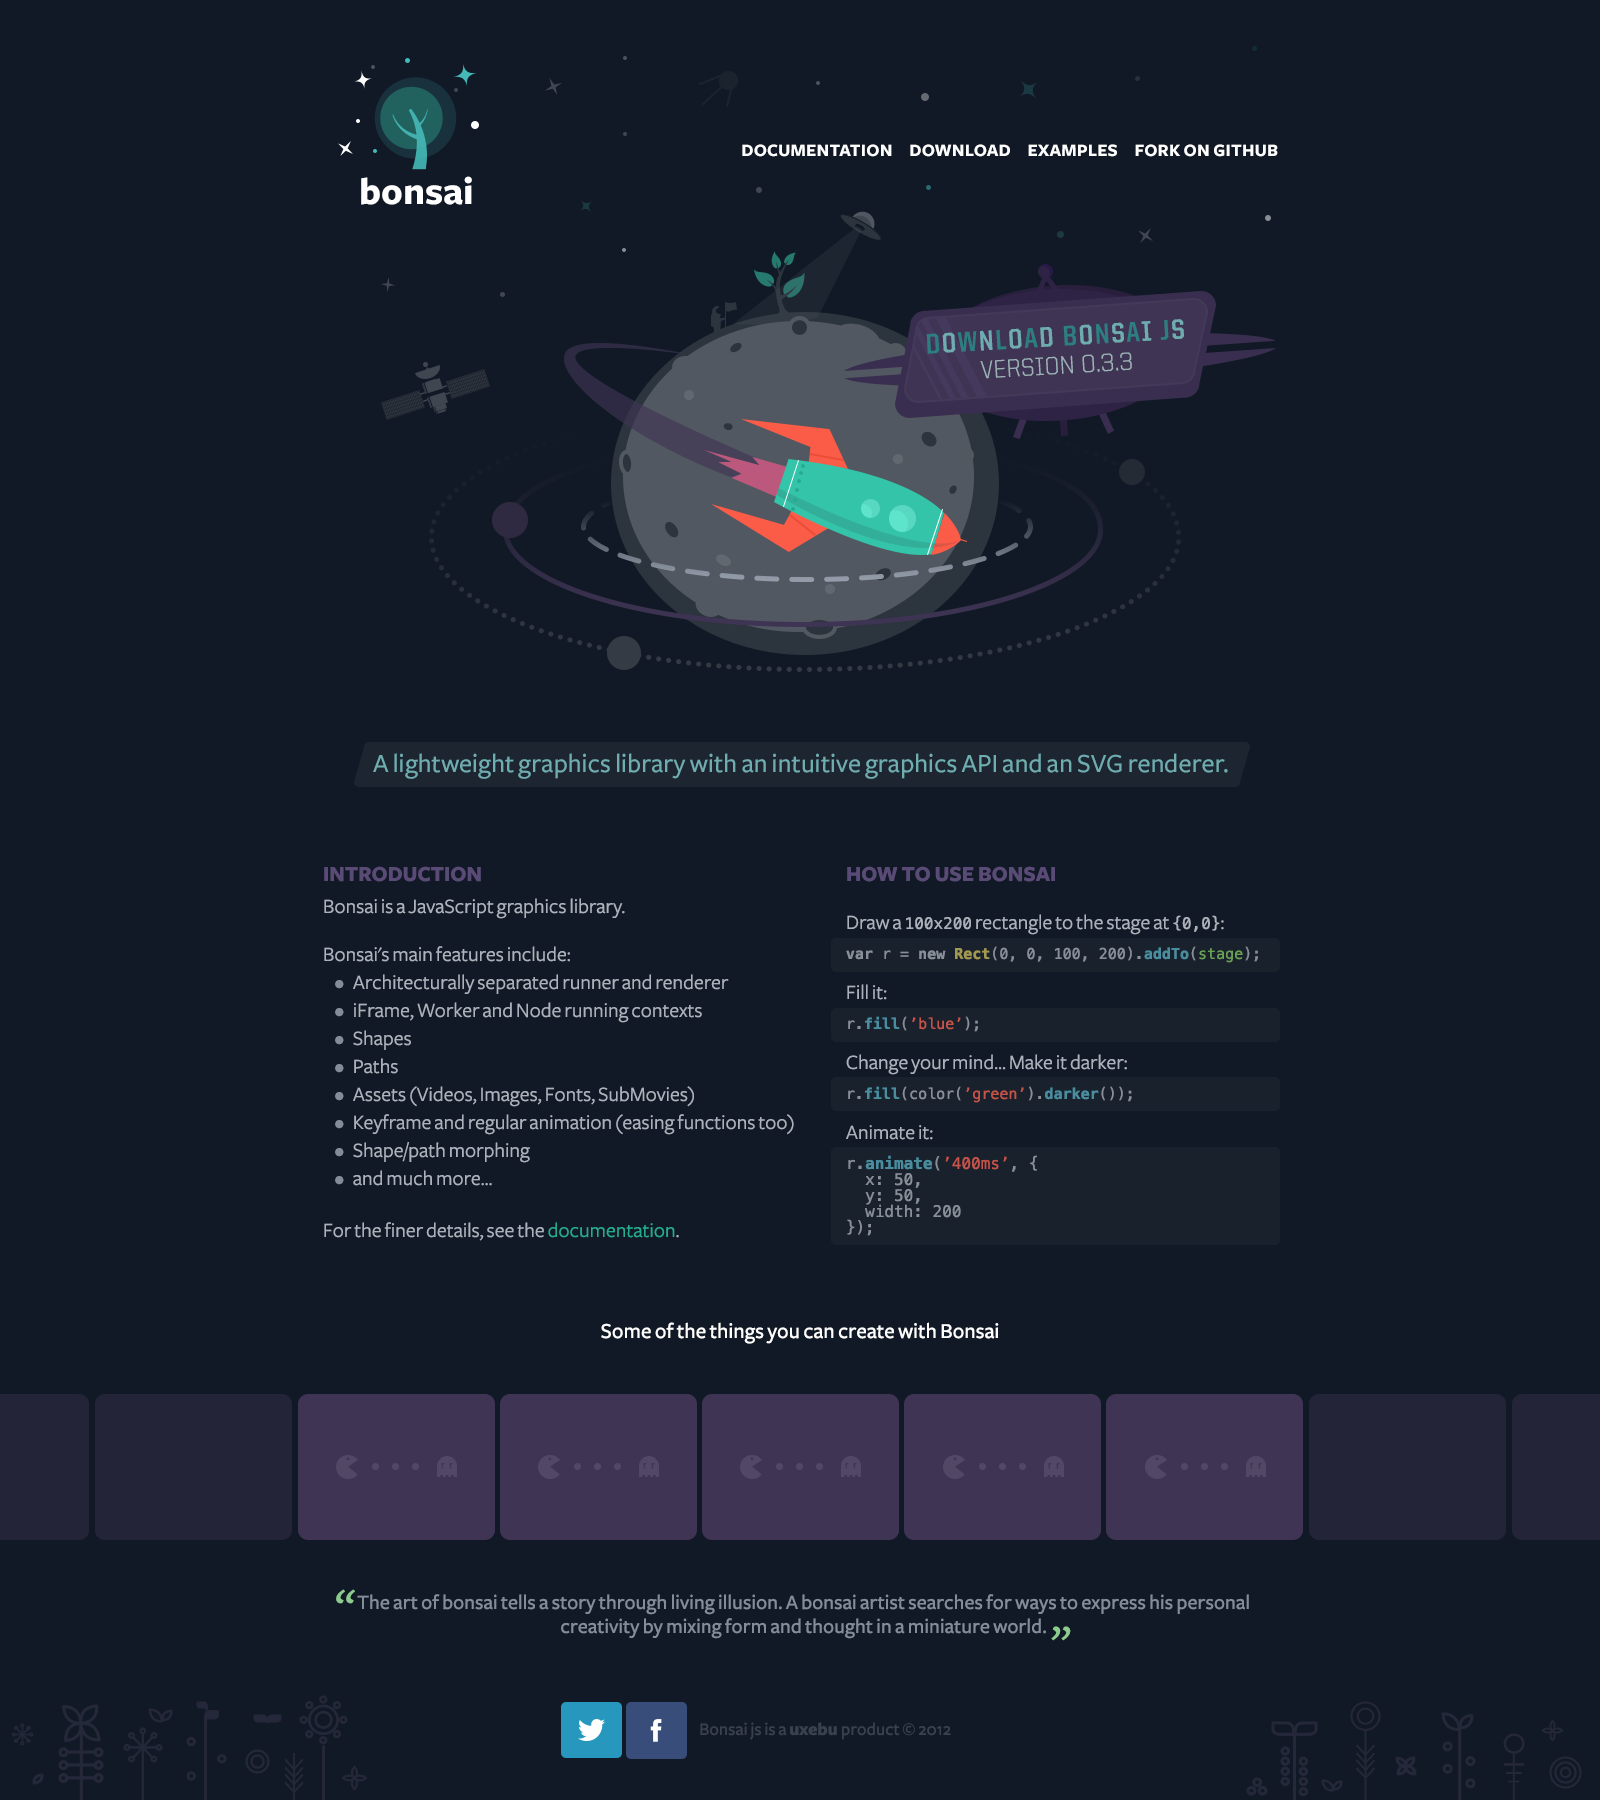 bonsai
DOCUMENTATION DOWNLOAD EXAMPLES FORK ON GITHUB
DOWNLOAD BONSAI JS
VERSION 0.3.3
A lightweight graphics library with an intuitive graphics API and an SVG renderer.
INTRODUCTION
Bonsai is a JavaScript graphics library.
Bonsai's main features include:
Architecturally separated runner and renderer
iFrame, Worker and Node running contexts
Shapes
Paths
Assets (Videos, Images, Fonts, SubMovies)
Keyframe and regular animation (easing functions too)
Shape/path morphing
and much more...
For the finer details, see the documentation.
HOW TO USE BONSAI
Draw a 100x200 rectangle to the stage at {0,0}:
var r = new Rect(0, 0, 100, 200).addTo(stage);
Fill it:
r.fill('blue');
Change your mind... Make it darker:
r.fill(color('green').darker());
Animate it:
r.animate('400ms', {
  x: 50,
  y: 50,
  width: 200
});
Some of the things you can create with Bonsai
“The art of bonsai tells a story through living illusion. A bonsai artist searches for ways to express his personal
creativity by mixing form and thought in a miniature world. ”
Bonsai js is a uxebu product © 2012